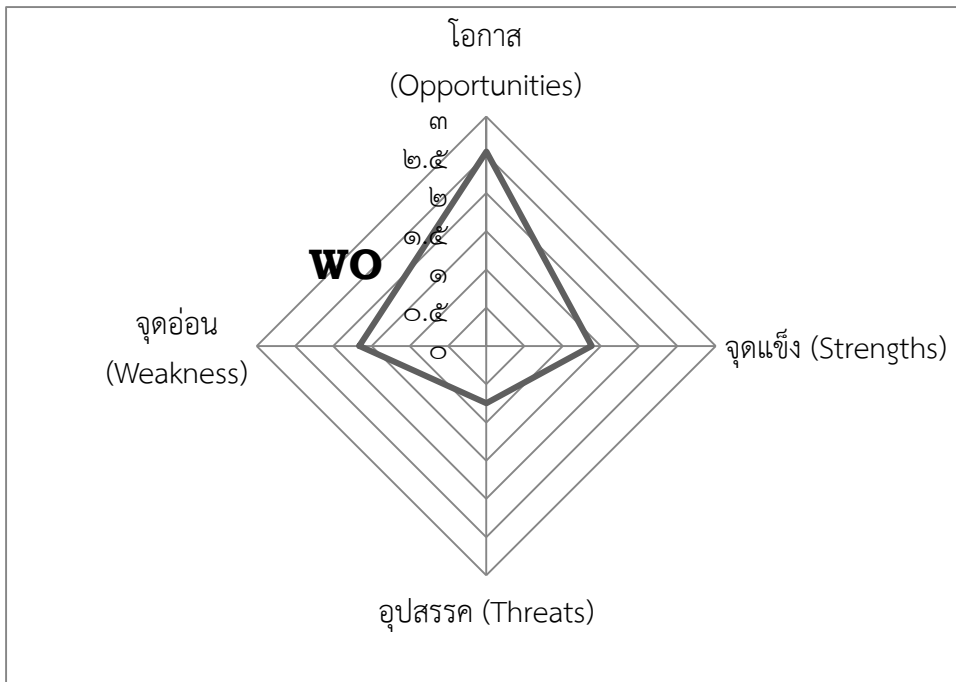 โอกาส
(Opportunities)
๓
๒.๕
๒
๑.๕
๑
๐.๕
๐
WO
จุดอ่อน
(Weakness)
จุดแข็ง (Strengths)
อุปสรรค (Threats)